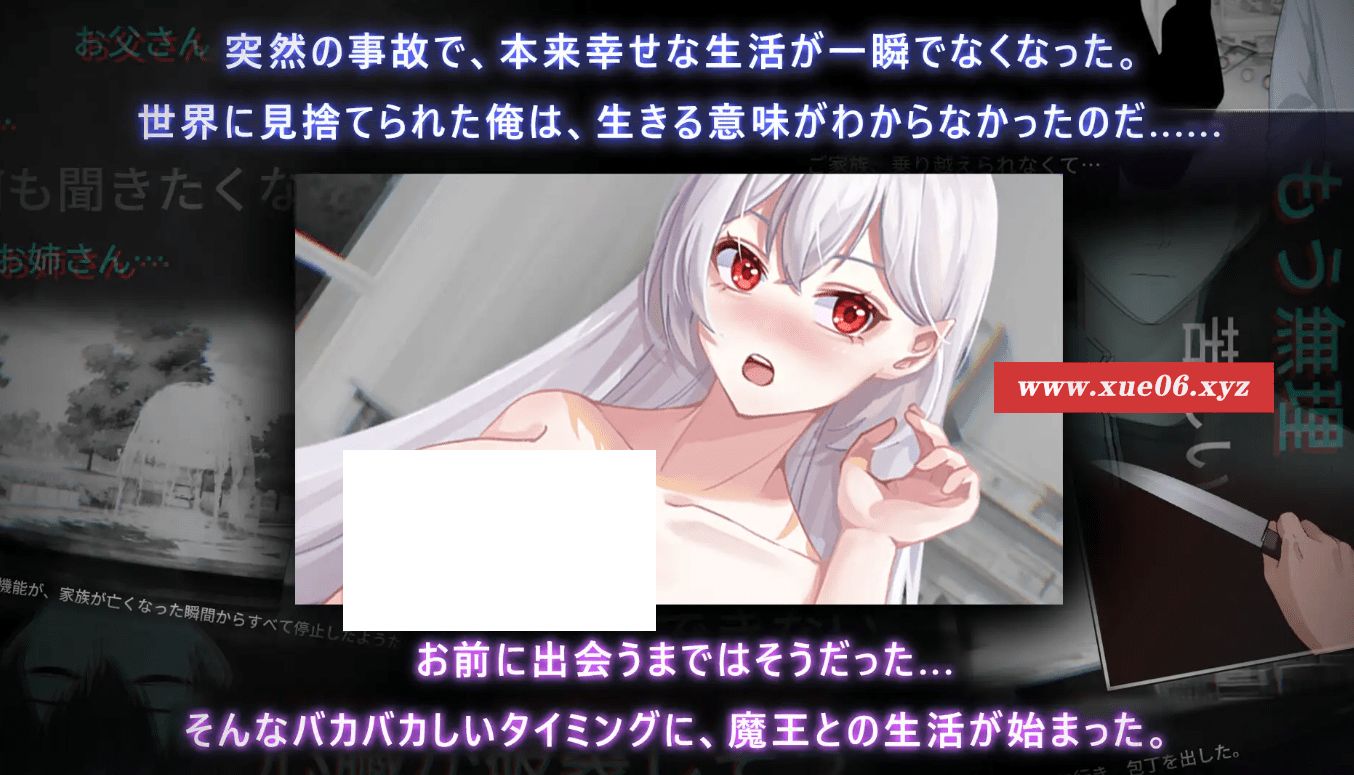 お父さん
突然の事故で、本来幸せな生活が一瞬でなくなった。
世界に見捨てられた俺は、生きる意味がわからなかったのだ……
ご家族、乗り越えられなくて…
も聞きたくな
お姉さん…
もう無理
www.xue06.xyz
機能が、家族が亡くなった瞬間からすべて停止したようだ
お前に出会うまではそうだった…
そんなバカバカしいタイミングに、魔王との生活が始まった。
包丁を出した。